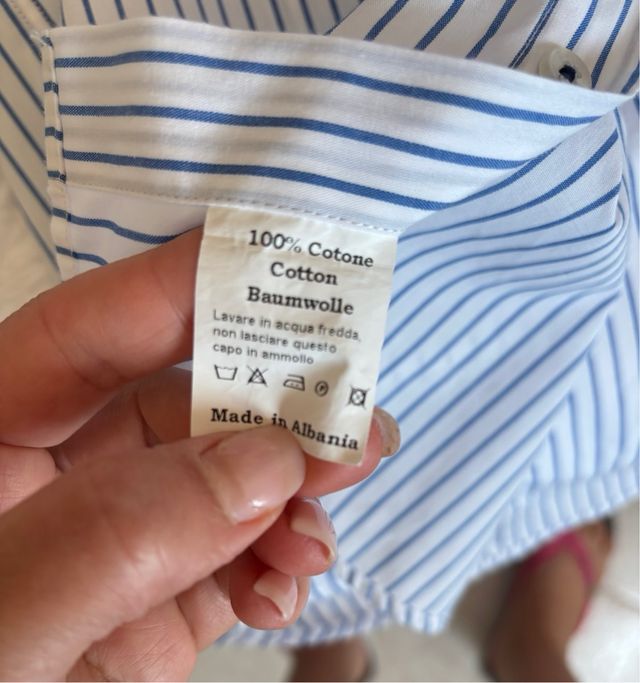 100% Cotone
Cotton
Baumwolle
Lavare in acqua fredda,
non lasciare questo
capo in ammollo
Made in Albania